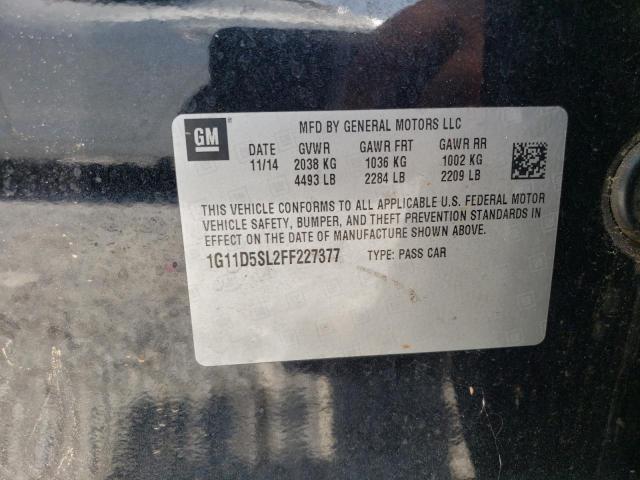 GM
MFD BY GENERAL MOTORS LLC
DATE GVWR GAWR FRT GAWR RR
11/14 2038 KG 1036 KG 1002 KG
4493 LB 2284 LB 2209 LB
THIS VEHICLE CONFORMS TO ALL APPLICABLE U.S. FEDERAL MOTOR
VEHICLE SAFETY, BUMPER, AND THEFT PREVENTION STANDARDS IN
EFFECT ON THE DATE OF MANUFACTURE SHOWN ABOVE.
1G11D5SL2FF227377 TYPE: PASS CAR